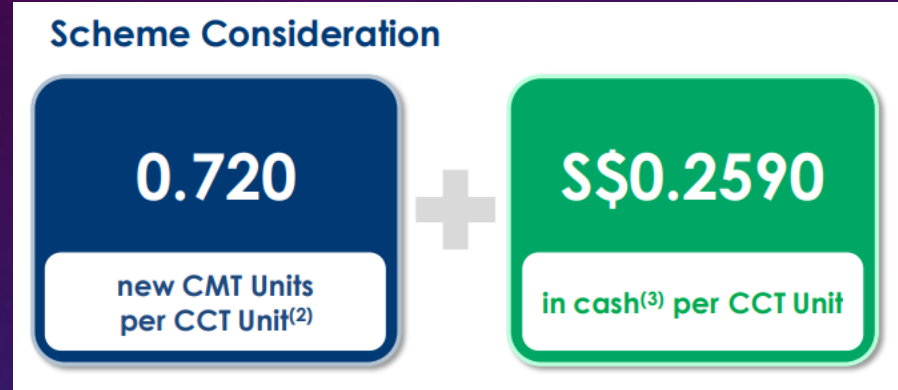 Scheme Consideration
0.720
new CMT Units
per CCT Unit(2)
S$0.2590
in cash(3) per CCT Unit